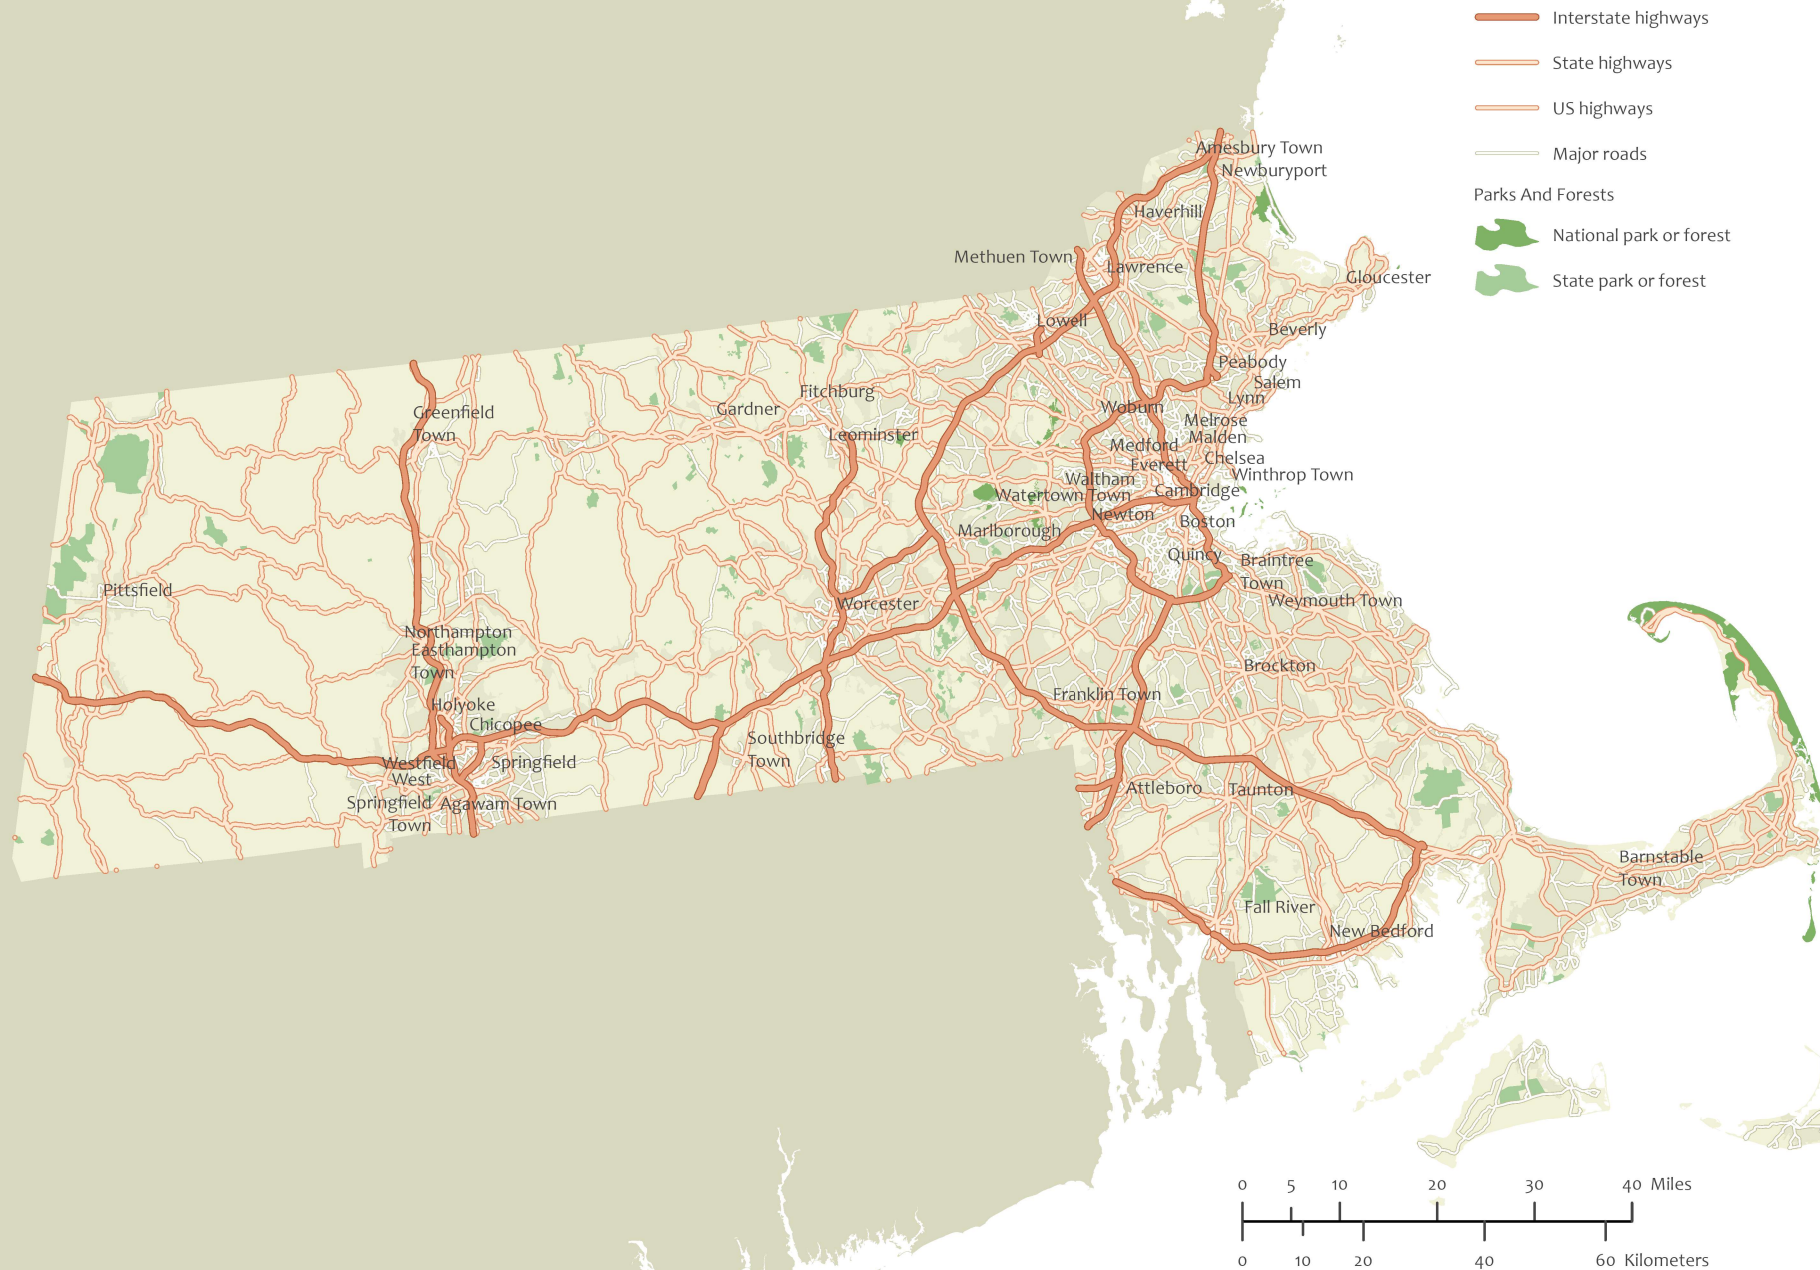 Interstate highways
State highways
US highways
Major roads
Parks And Forests
National park or forest
State park or forest
Amesbury Town
Newburyport
Haverhill
Methuen Town
Lawrence
Gloucester
Lowell
Beverly
Peabody
Salem
Lynn
Fitchburg
Gardner
Woburn
Greenfield
Town
Melrose
Leominster
Malden
Medford
Chelsea
Everett
Winthrop Town
Waltham
Cambridge
Watertown Town
Newton
Boston
Marlborough
Quincy
Braintree
Town
Pittsfield
Weymouth Town
Worcester
Northampton
Easthampton
Town
Brockton
Franklin Town
Holyoke
Chicopee
Southbridge
Town
Westfield
Springfield
West
Springfield
Town
Agawam Town
Attleboro
Taunton
Barnstable
Town
Fall River
New Bedford
0 5 10 20 30 40 Miles
0 10 20 40 60 Kilometers